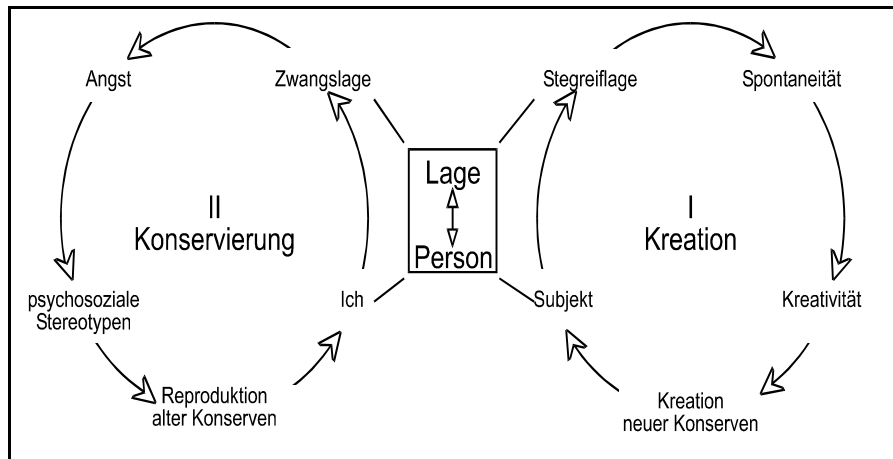 Angst
Zwangslage
Stegreiflage
Spontaneität
Lage
Person
II
Konservierung
I
Kreation
psychosoziale
Stereotypen
Ich
Subjekt
Kreativität
Reproduktion
alter Konserven
Kreation
neuer Konserven